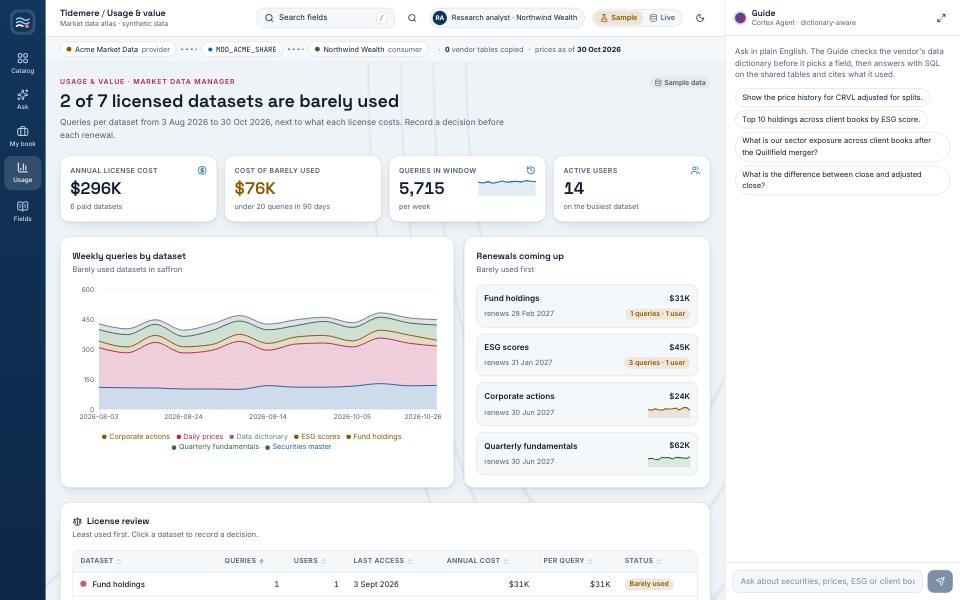 Tidemere / Usage & value
Market data atlas · synthetic data
Search fields
/
RA
Research analyst · Northwind Wealth
Sample
Live
Guide
Cortex Agent · dictionary-aware
Catalog
Ask
My book
Usage
Fields
Acme Market Data provider
MDD_ACME_SHARE
Northwind Wealth consumer
· 0 vendor tables copied · prices as of 30 Oct 2026
USAGE & VALUE · MARKET DATA MANAGER
Sample data
2 of 7 licensed datasets are barely used
Queries per dataset from 3 Aug 2026 to 30 Oct 2026, next to what each license costs. Record a decision before
each renewal.
ANNUAL LICENSE COST
$296K
6 paid datasets
COST OF BARELY USED
$76K
under 20 queries in 90 days
QUERIES IN WINDOW
5,715
per week
ACTIVE USERS
14
on the busiest dataset
Weekly queries by dataset
Barely used datasets in saffron
600
450
300
150
0
2026-08-03
2026-08-24
2026-09-14
2026-10-05
2026-10-26
Corporate actions
Daily prices
Data dictionary
ESG scores
Fund holdings
Quarterly fundamentals
Securities master
Renewals coming up
Barely used first
Fund holdings
$31K
renews 28 Feb 2027
1 queries · 1 user
ESG scores
$45K
renews 31 Jan 2027
3 queries · 1 user
Corporate actions
$24K
renews 30 Jun 2027
Quarterly fundamentals
$62K
renews 30 Jun 2027
License review
Least used first. Click a dataset to record a decision.
DATASET
QUERIES
USERS
LAST ACCESS
ANNUAL COST
PER QUERY
STATUS
Fund holdings
1
1
3 Sept 2026
$31K
$31K
Barely used
Ask in plain English. The Guide checks the vendor's data
dictionary before it picks a field, then answers with SQL
on the shared tables and cites what it used.
Show the price history for CRVL adjusted for splits.
Top 10 holdings across client books by ESG score.
What is our sector exposure across client books after
the Quillfield merger?
What is the difference between close and adjusted
close?
Ask about securities, prices, ESG or client boo